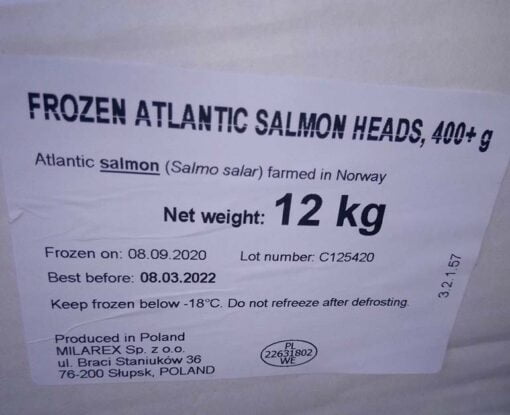 FROZEN ATLANTIC SALMON HEADS, 400+ g
Atlantic salmon (Salmo salar) farmed in Norway
Net weight: 12 kg
Frozen on: 08.09.2020 Lot number: C125420
Best before: 08.03.2022
Keep frozen below -18°C. Do not refreeze after defrosting.
3.2.1.57
Produced in Poland
MILAREX Sp. z o.o.
ul. Braci Staniuków 36
76-200 Słupsk, POLAND
PL
22631802
WE